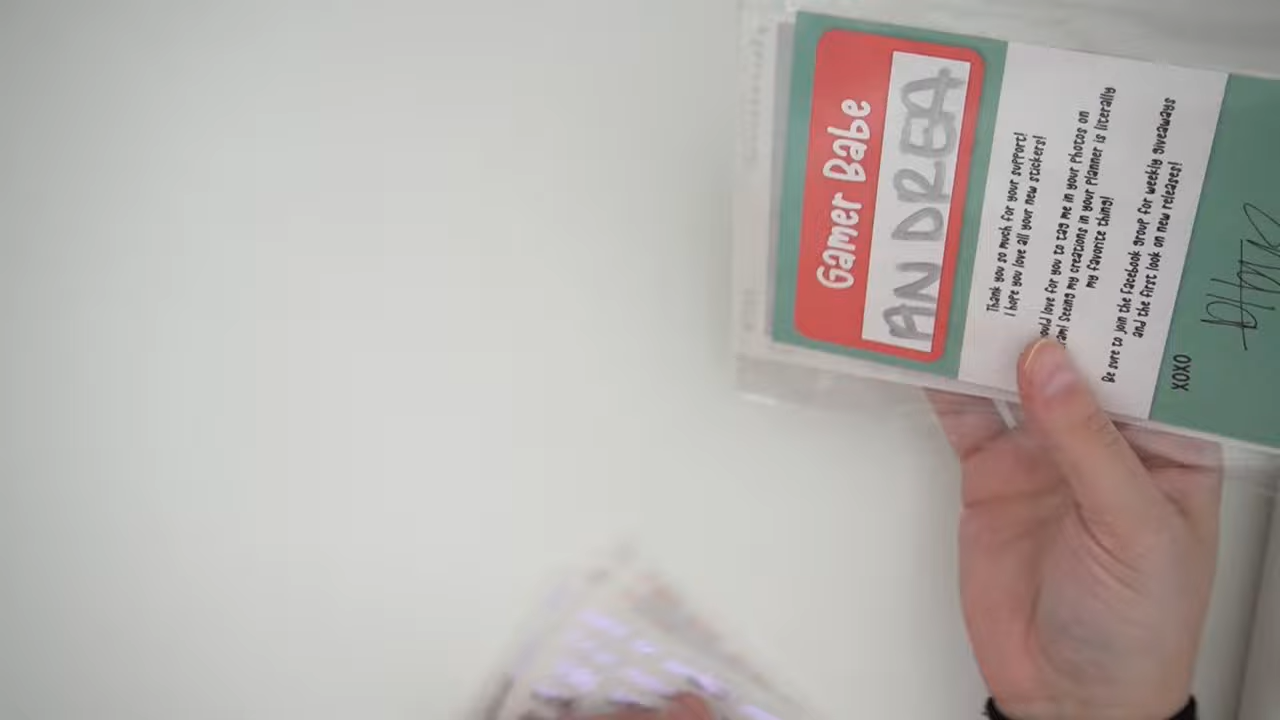 Gamer Babe
ANDREA
Thank you so much for your support!
I hope you love all your new stickers!
love for you to tag me in your photos on
Seeing my creations in your planner is literally
my favorite thing!
Be sure to join the Facebook group for weekly giveaways
and the first look on new releases!
XOXO